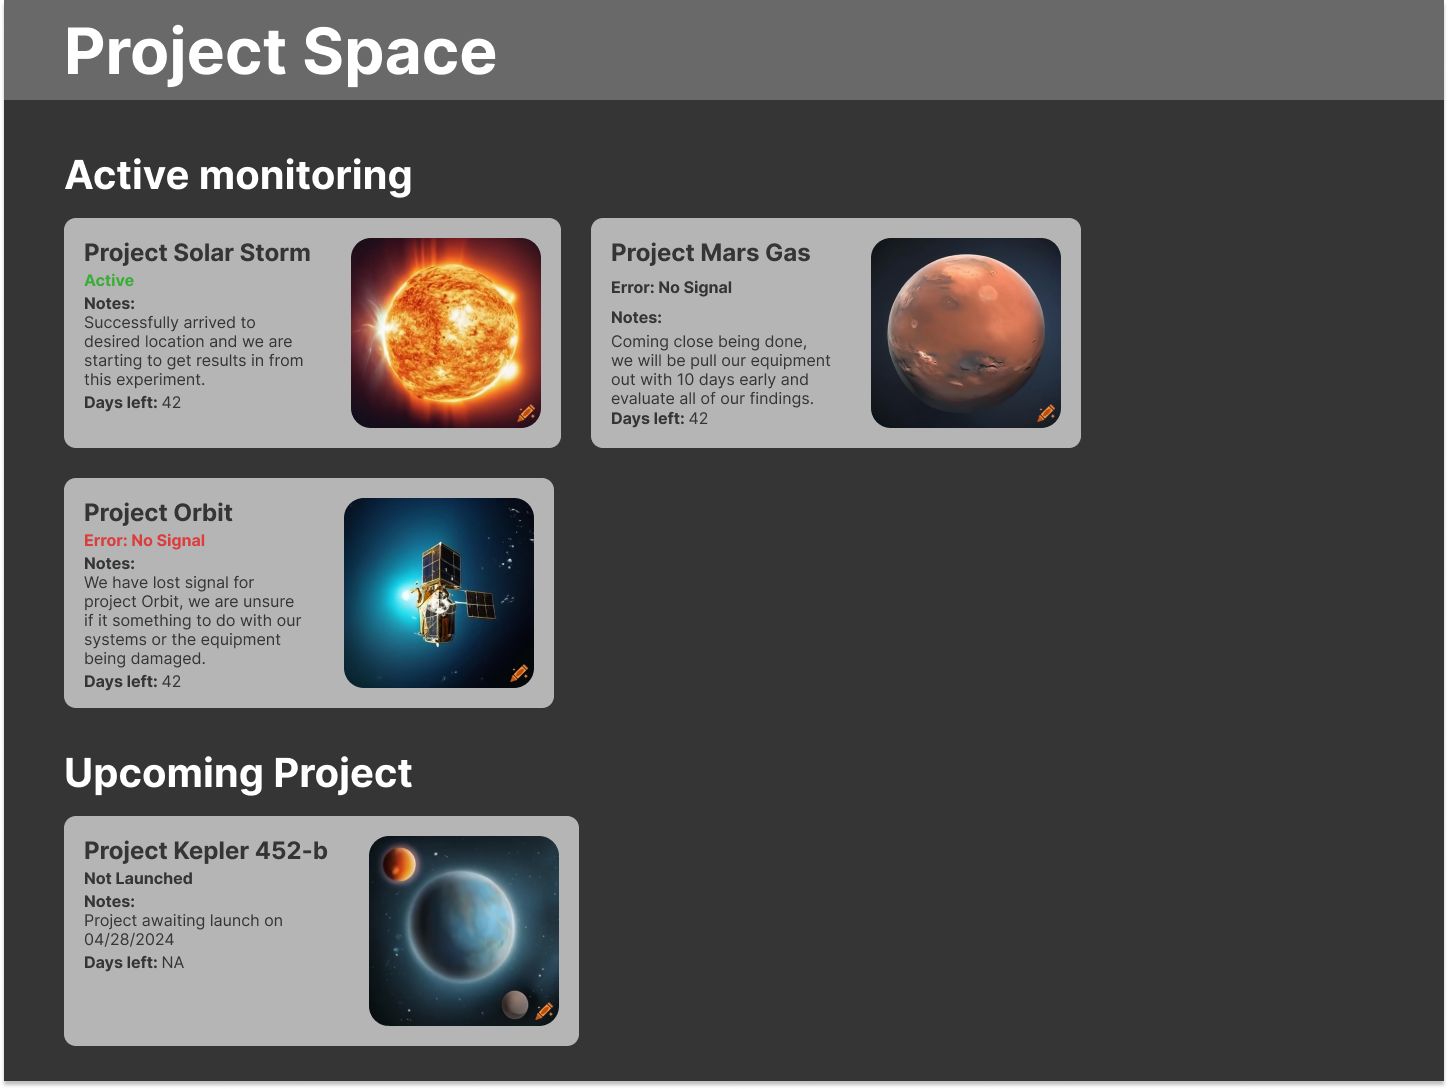 Project Space
Active monitoring
Project Solar Storm
Active
Notes:
Successfully arrived to
desired location and we are
starting to get results in from
this experiment.
Days left: 42
Project Mars Gas
Error: No Signal
Notes:
Coming close being done,
we will be pull our equipment
out with 10 days early and
evaluate all of our findings.
Days left: 42
Project Orbit
Error: No Signal
Notes:
We have lost signal for
project Orbit, we are unsure
if it something to do with our
systems or the equipment
being damaged.
Days left: 42
Upcoming Project
Project Kepler 452-b
Not Launched
Notes:
Project awaiting launch on
04/28/2024
Days left: NA